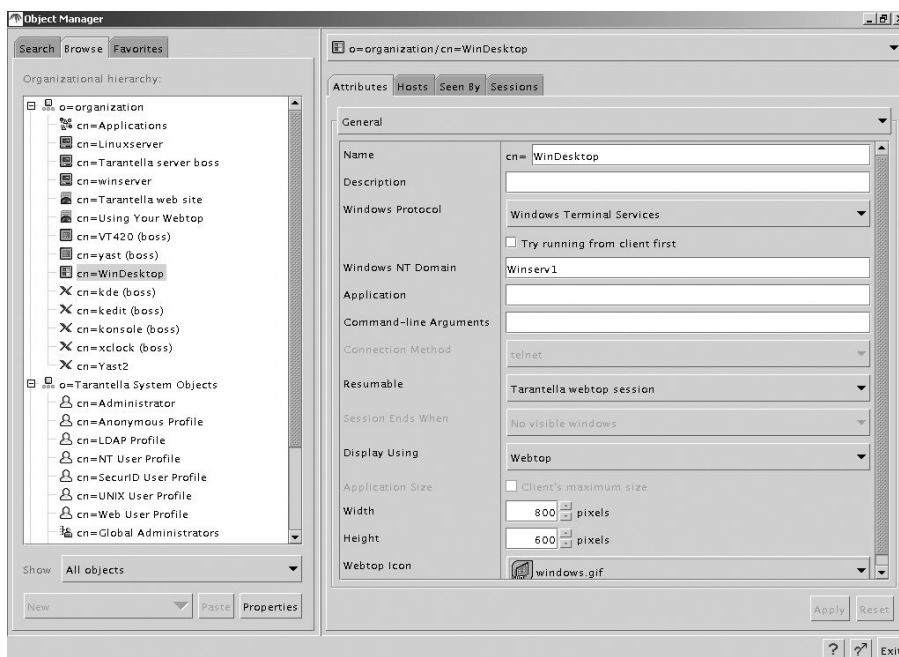 Object Manager
Search Browse Favorites
Organizational hierarchy:
o=organization
cn=Applications
cn=Linuxserver
cn=Tarantella server boss
cn=winserver
cn=Tarantella web site
cn=Using Your Webtop
cn=VT420 (boss)
cn=yast (boss)
cn=WinDesktop
cn=kde (boss)
cn=kedit (boss)
cn=konsole (boss)
cn=xclock (boss)
cn=Yast2
o=Tarantella System Objects
cn=Administrator
cn=Anonymous Profile
cn=LDAP Profile
cn=NT User Profile
cn=SecurID User Profile
cn=UNIX User Profile
cn=Web User Profile
cn=Global Administrators
Show All objects
New Paste Properties
o=organization/cn=WinDesktop
Attributes Hosts Seen By Sessions
General
Name cn= WinDesktop
Description
Windows Protocol Windows Terminal Services
Try running from client first
Windows NT Domain Winserv1
Application
Command-line Arguments
Connection Method telnet
Resumable Tarantella webtop session
Session Ends When No visible windows
Display Using Webtop
Application Size Client's maximum size
Width 800 pixels
Height 600 pixels
Webtop Icon windows.gif
Apply Reset
? ? Exit